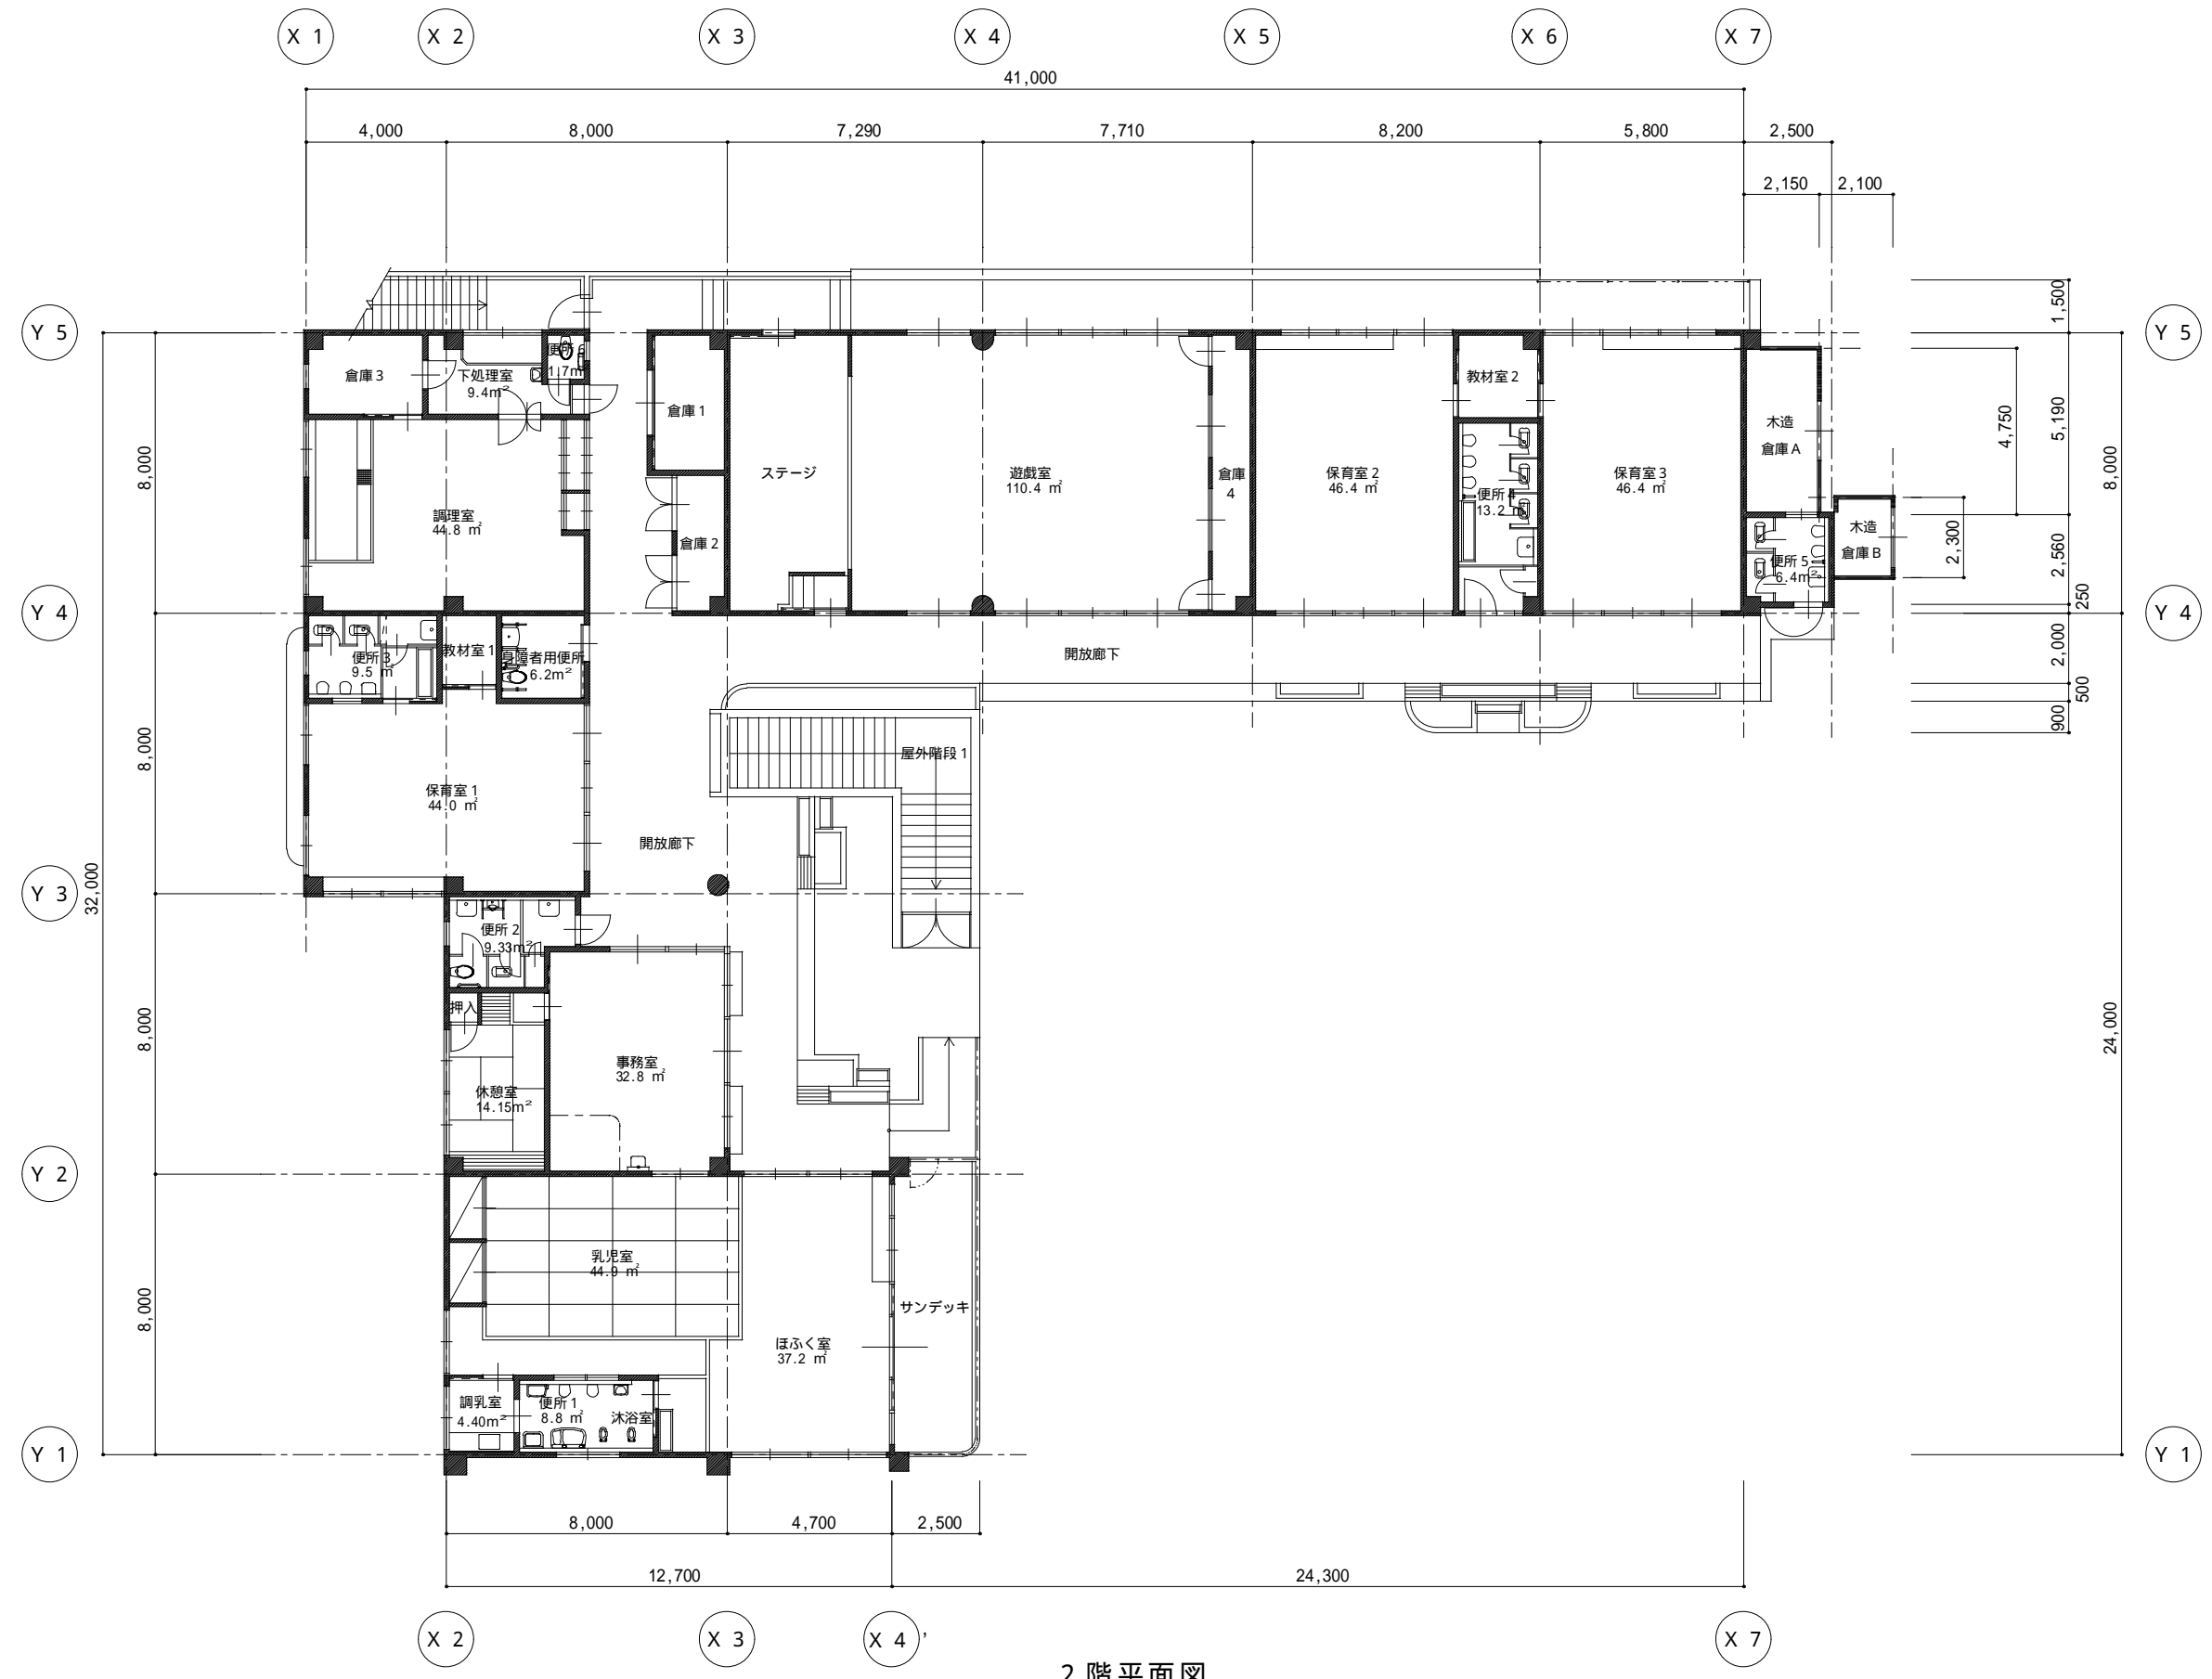 X 1
X 2
X 3
X 4
X 5
X 6
X 7
41,000
4,000
8,000
7,290
7,710
8,200
5,800
2,500
2,150
2,100
Y 5
Y 4
Y 3
Y 2
Y 1
32,000
8,000
8,000
8,000
8,000
倉庫3
下処理室
9.4m²
便所6
1.7m
倉庫1
ステージ
遊戯室
110.4 ㎡
倉庫
4
保育室2
46.4 ㎡
教材室2
便所4
13.2 ㎡
保育室3
46.4 ㎡
木造
倉庫A
木造
倉庫B
便所5
6.4m²
調理室
44.8 ㎡
倉庫2
便所3
9.5 ㎡
教材室1
身障者用便所
6.2m²
開放廊下
屋外階段1
保育室1
44.0 ㎡
開放廊下
便所2
9.33m²
押入
休憩室
14.15m²
事務室
32.8 ㎡
乳児室
44.9 ㎡
ほふく室
37.2 ㎡
サンデッキ
調乳室
4.40m²
便所1
8.8 ㎡
沐浴室
1,500
5,190
4,750
8,000
2,560
2,300
250
2,000
500
900
24,000
Y 5
Y 4
Y 1
8,000
4,700
2,500
12,700
24,300
X 2
X 3
X 4'
X 7
2階平面図